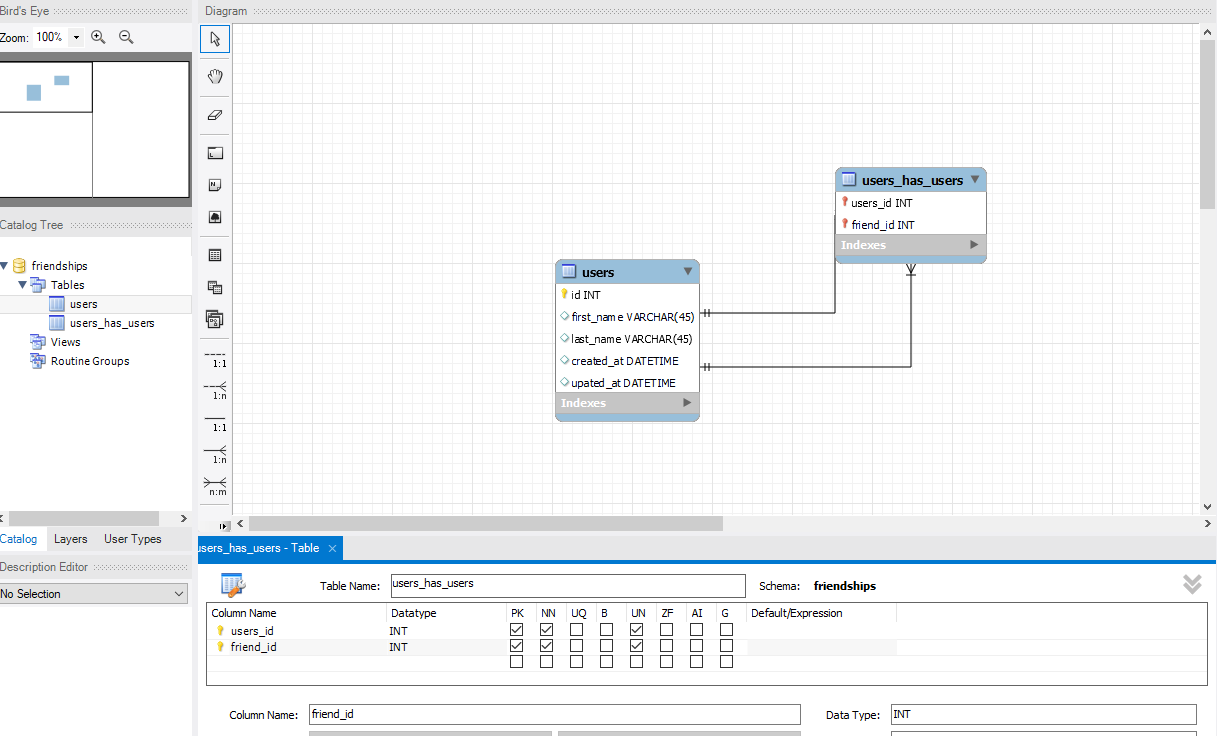 Bird's Eye
Diagram
Zoom: 100%
Catalog Tree
friendships
Tables
users
users_has_users
Views
Routine Groups
1:1
1:n
1:1
1:n
n:m
users
id INT
first_name VARCHAR(45)
last_name VARCHAR(45)
created_at DATETIME
upated_at DATETIME
Indexes
users_has_users
users_id INT
friend_id INT
Indexes
Catalog Layers User Types
Description Editor
No Selection
users_has_users - Table
Table Name: users_has_users Schema: friendships
Column Name Datatype PK NN UQ B UN ZF AI G Default/Expression
users_id INT
friend_id INT
Column Name: friend_id Data Type: INT